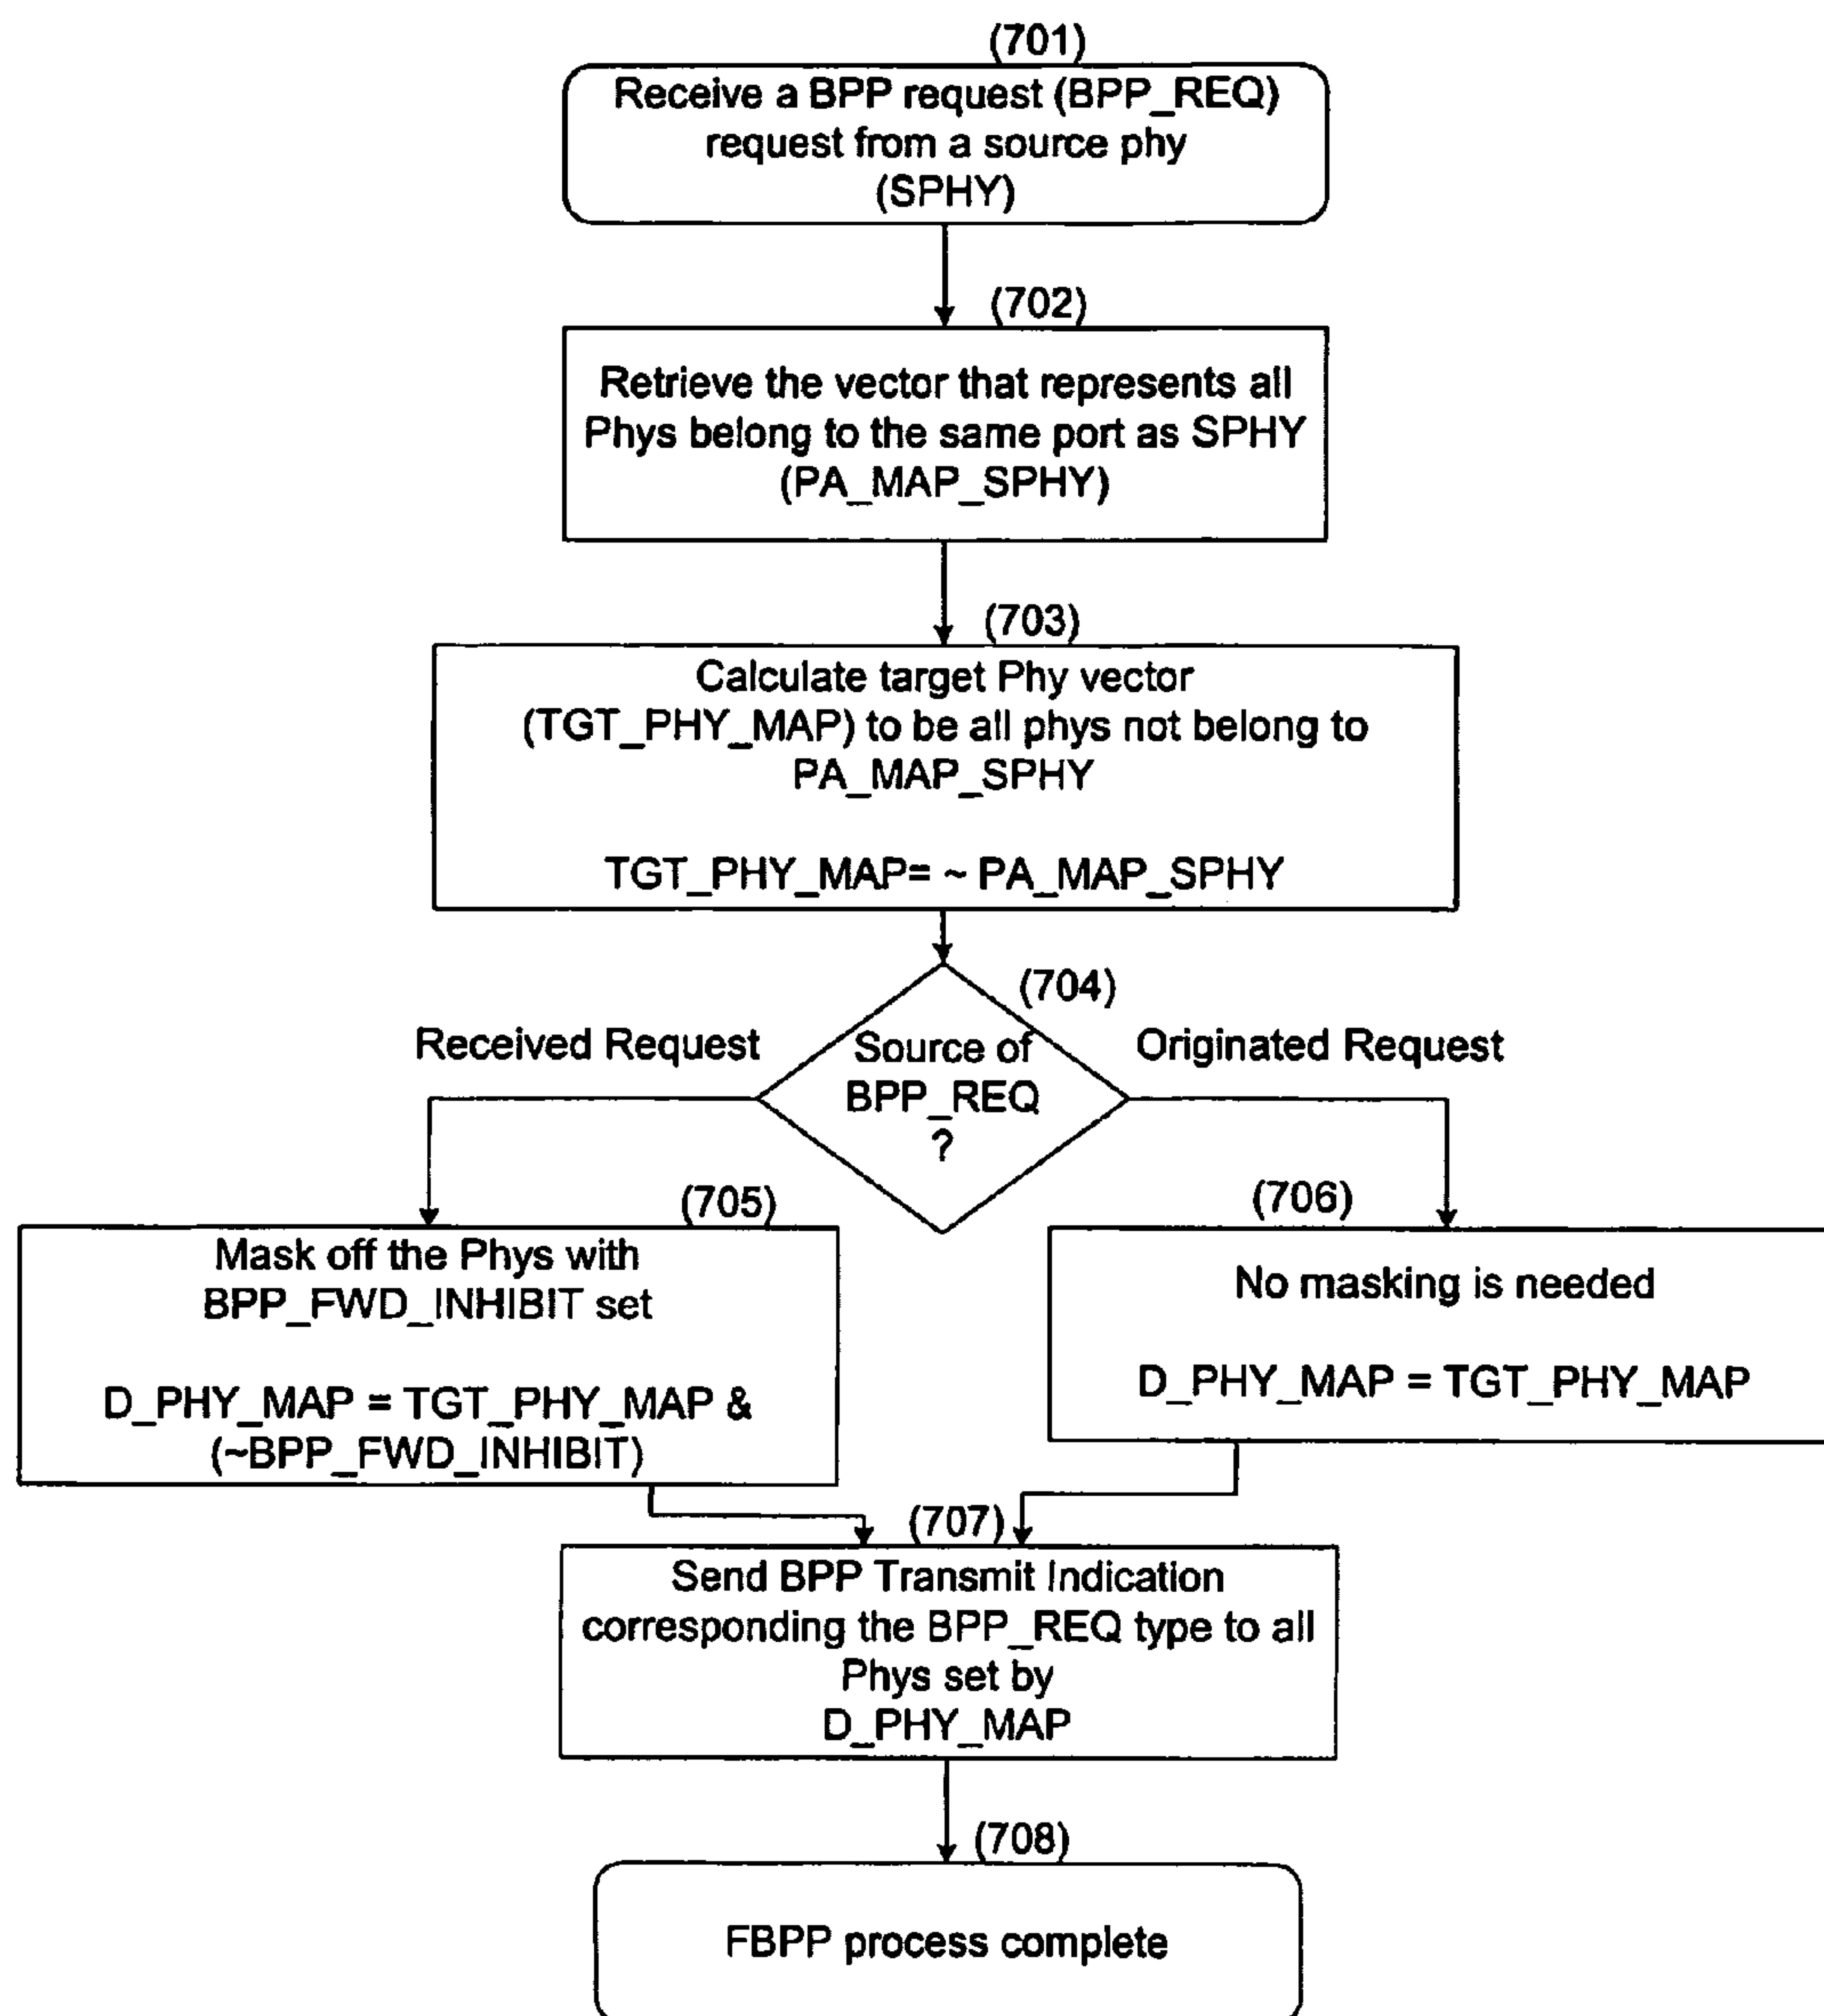 (701)
Receive a BPP request (BPP_REQ)
request from a source phy
(SPHY)
(702)
Retrieve the vector that represents all
Phys belong to the same port as SPHY
(PA_MAP_SPHY)
(703)
Calculate target Phy vector
(TGT_PHY_MAP) to be all phys not belong to
PA_MAP_SPHY
TGT_PHY_MAP= ~ PA_MAP_SPHY
(704)
Received Request
Source of
BPP_REQ
?
Originated Request
(705)
Mask off the Phys with
BPP_FWD_INHIBIT set
D_PHY_MAP = TGT_PHY_MAP &
(~BPP_FWD_INHIBIT)
(706)
No masking is needed
D_PHY_MAP = TGT_PHY_MAP
(707)
Send BPP Transmit Indication
corresponding the BPP_REQ type to all
Phys set by
D_PHY_MAP
(708)
FBPP process complete